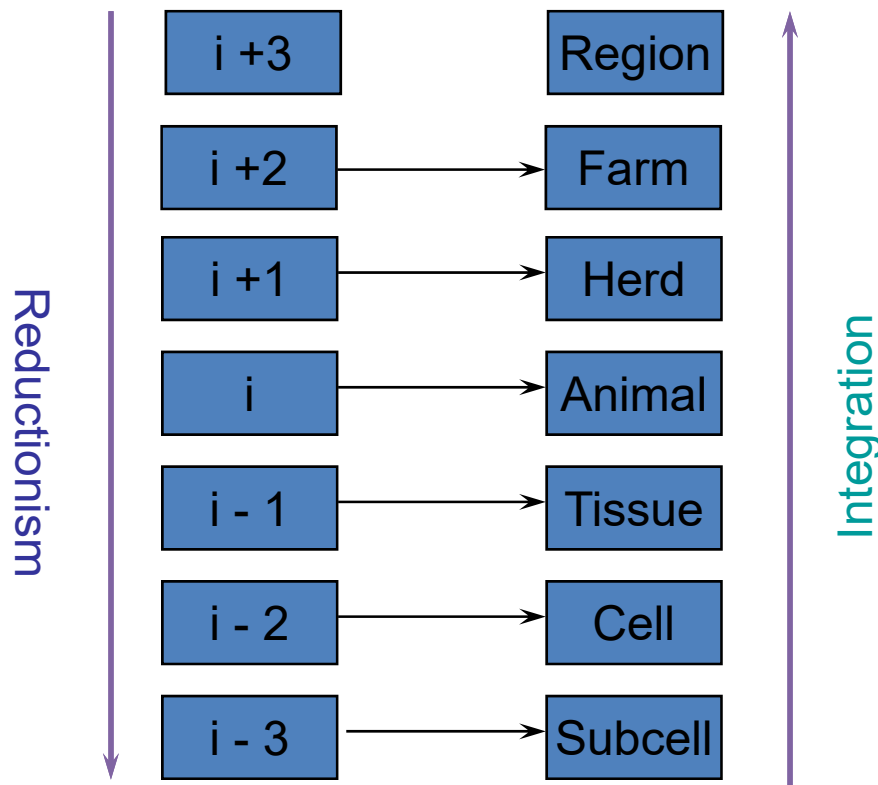 i +3
Region
i +2
Farm
i +1
Herd
i
Animal
i - 1
Tissue
i - 2
Cell
i - 3
Subcell
Reductionism
Integration